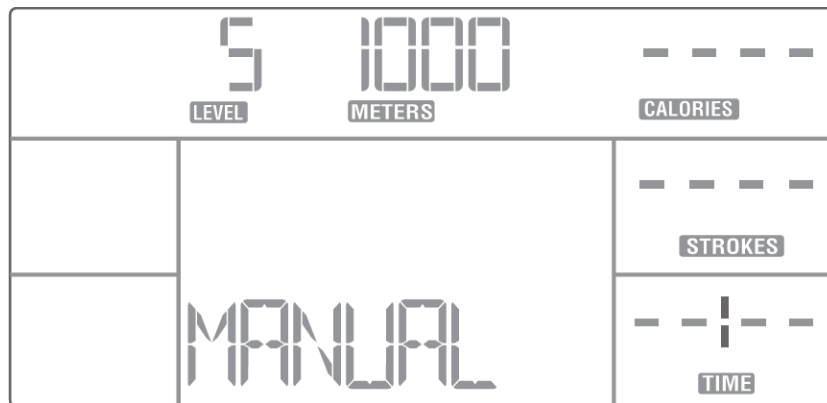 5 1000 - - - -
LEVEL METERS CALORIES
- - - -
STROKES
MANUAL - - ¦ - -
TIME